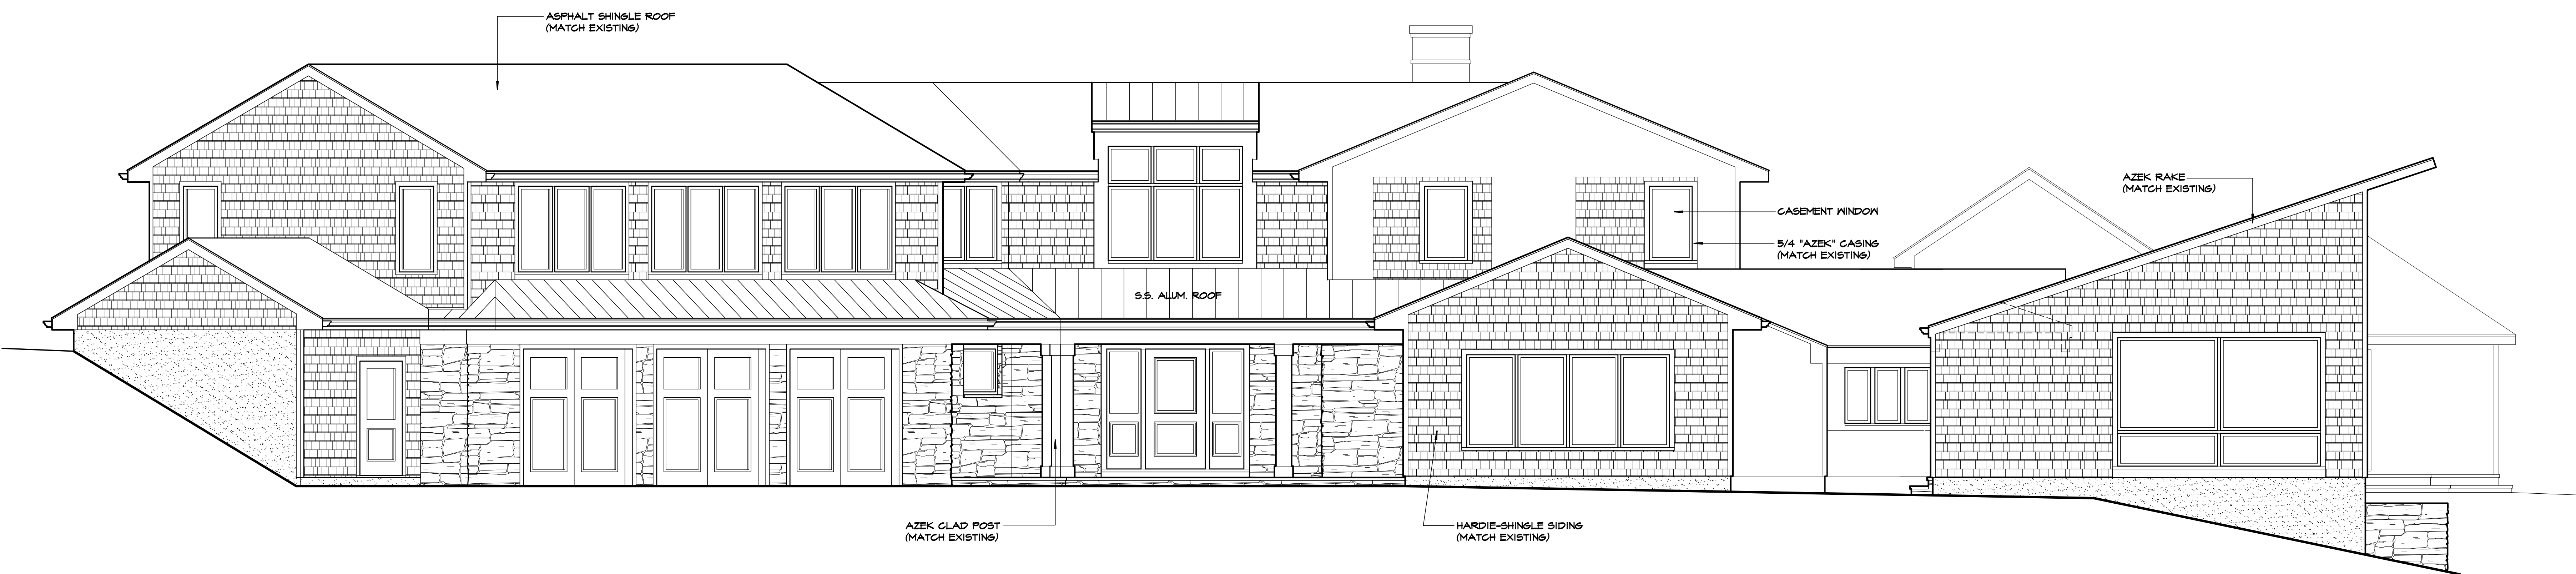 ASPHALT SHINGLE ROOF
(MATCH EXISTING)
AZEK RAKE
(MATCH EXISTING)
CASEMENT WINDOW
5/4 "AZEK" CASING
(MATCH EXISTING)
S.S. ALUM. ROOF
AZEK CLAD POST
(MATCH EXISTING)
HARDIE-SHINGLE SIDING
(MATCH EXISTING)